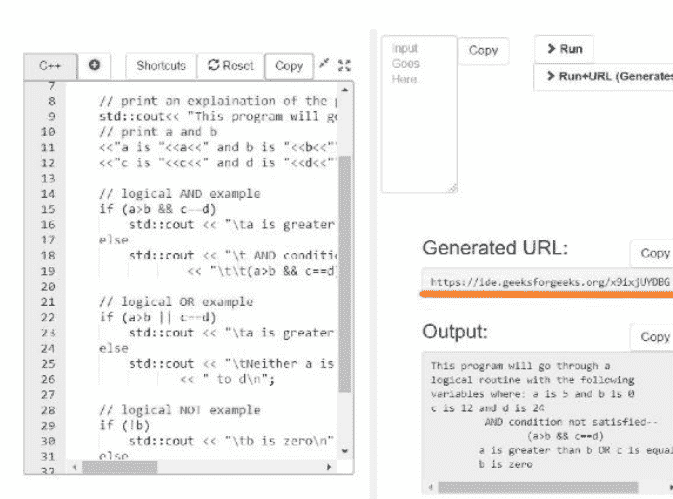 C++
Shortcuts
Reset
Copy
7
8 // print an explaination of the p
9 std::cout<< "This program will go
10 // print a and b
11 <<"a is "<<a<<" and b is "<<b<<"
12 <<"c is "<<c<<" and d is "<<d<<"
13
14 // logical AND example
15 if (a>b && c==d)
16 std::cout << "\ta is greater
17 else
18 std::cout << "\t AND conditio
19 << "\t\t(a>b && c==d
20
21 // logical OR example
22 if (a>b || c==d)
23 std::cout << "\ta is greater
24 else
25 std::cout << "\tNeither a is
26 << " to d\n";
27
28 // logical NOT example
29 if (!b)
30 std::cout << "\tb is zero\n"
31 else
32
Input
Goes
Here
Copy
Run
Run+URL (Generates
Generated URL:
Copy
https://ide.geeksforgeeks.org/x9ixjUYDBG
Output:
Copy
This program will go through a
logical routine with the following
variables where: a is 5 and b is 0
c is 12 and d is 24
AND condition not satisfied--
(a>b && c==d)
a is greater than b OR c is equal
b is zero